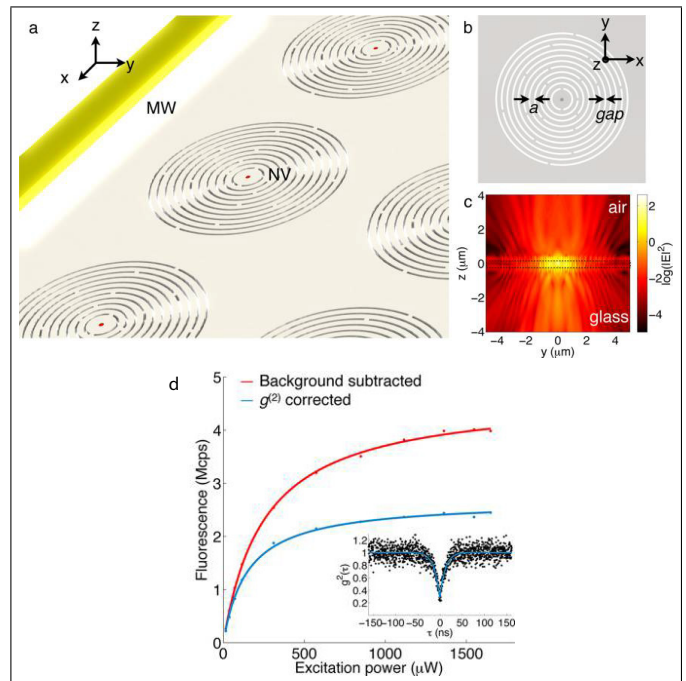 a
z
y
x
MW
NV
b
y
z
x
a
gap
c
4
2
0
-2
-4
z (μm)
air
glass
-4 -2 0 2 4
y (μm)
2
0
-2
-4
log(|E|²
d
Background subtracted
g(2) corrected
5
4
3
2
1
0
Fluorescence (Mcps)
0 500 1000 1500
Excitation power (μW)
1.2
1.0
0.8
0.6
0.4
0.2
g²(τ)
−150−100−50 0 50 100 150
τ (ns)